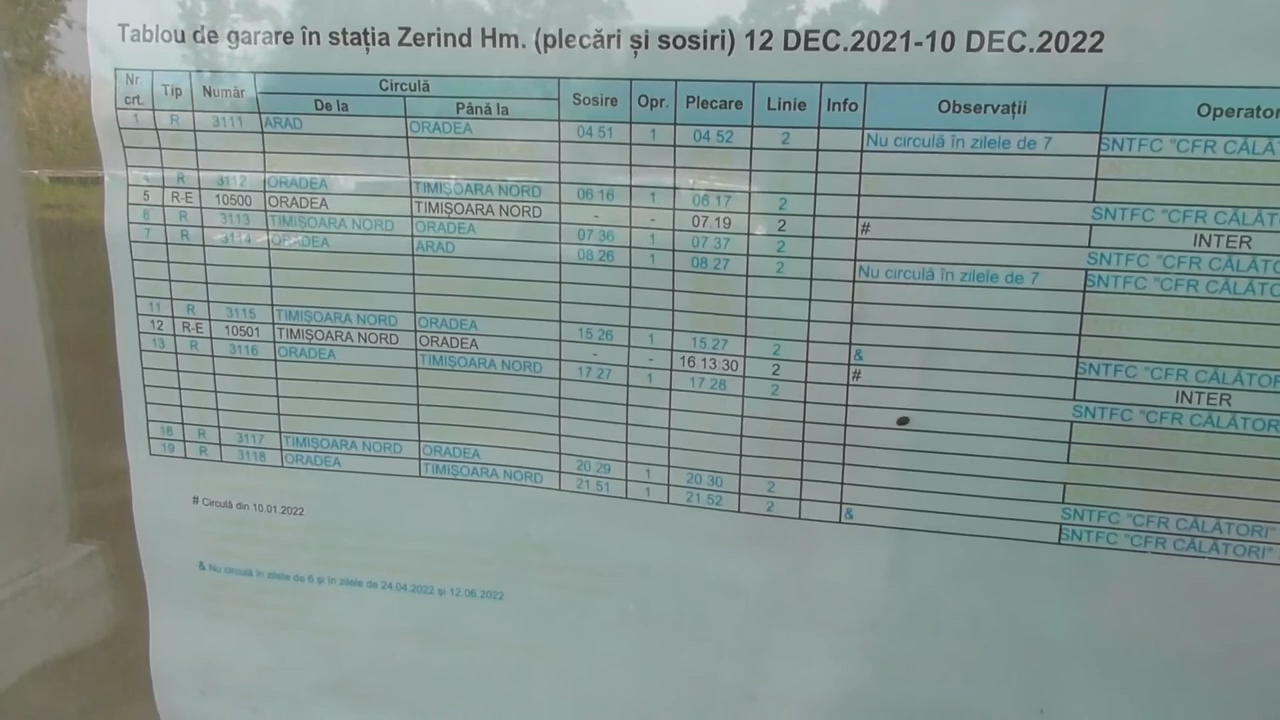 Tablou de garare în stația Zerind Hm. (plecări și sosiri) 12 DEC.2021-10 DEC.2022
Nr. crt. Tip Număr Circulă De la Până la Sosire Opr. Plecare Linie Info Observații Operator
1 R 3111 ARAD ORADEA 04 51 1 04 52 2 Nu circulă în zilele de 7 SNTFC "CFR CĂLĂ
4 R 3112 ORADEA TIMIȘOARA NORD 06 16 1 06 17 2 SNTFC "CFR CĂLĂT
5 R-E 10500 ORADEA TIMIȘOARA NORD - - 07 19 2 # INTER
6 R 3113 TIMIȘOARA NORD ORADEA 07 36 1 07 37 2 SNTFC "CFR CĂLĂTO
7 R 3114 ORADEA ARAD 08 26 1 08 27 2 Nu circulă în zilele de 7 SNTFC "CFR CĂLĂTO
11 R 3115 TIMIȘOARA NORD ORADEA 15 26 1 15 27 2 & SNTFC "CFR CĂLĂTOR
12 R-E 10501 TIMIȘOARA NORD ORADEA - - 16 13 30 2 # INTER
13 R 3116 ORADEA TIMIȘOARA NORD 17 27 1 17 28 2 SNTFC "CFR CĂLĂTOR
18 R 3117 TIMIȘOARA NORD ORADEA 20 29 1 20 30 2 SNTFC "CFR CĂLĂTORI"
19 R 3118 ORADEA TIMIȘOARA NORD 21 51 1 21 52 2 & SNTFC "CFR CĂLĂTORI"
# Circulă din 10.01.2022
& Nu circulă în zilele de 6 și în zilele de 24.04.2022 și 12.06.2022